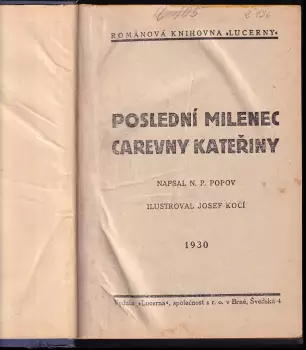 ROMÁNOVÁ KNIHOVNA »LUCERNY«
POSLEDNÍ MILENEC
CAREVNY KATEŘINY
NAPSAL N. P. POPOV
ILUSTROVAL JOSEF KOČÍ
1930
Vydala »Lucerna«, společnost s r. o. v Brně, Švédská 4